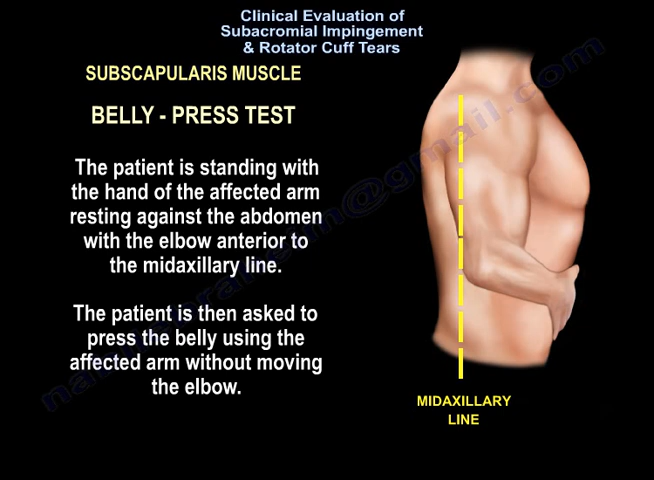 Clinical Evaluation of
Subacromial Impingement
& Rotator Cuff Tears
SUBSCAPULARIS MUSCLE
BELLY - PRESS TEST
The patient is standing with
the hand of the affected arm
resting against the abdomen
with the elbow anterior to
the midaxillary line.
The patient is then asked to
press the belly using the
affected arm without moving
the elbow.
MIDAXILLARY
LINE